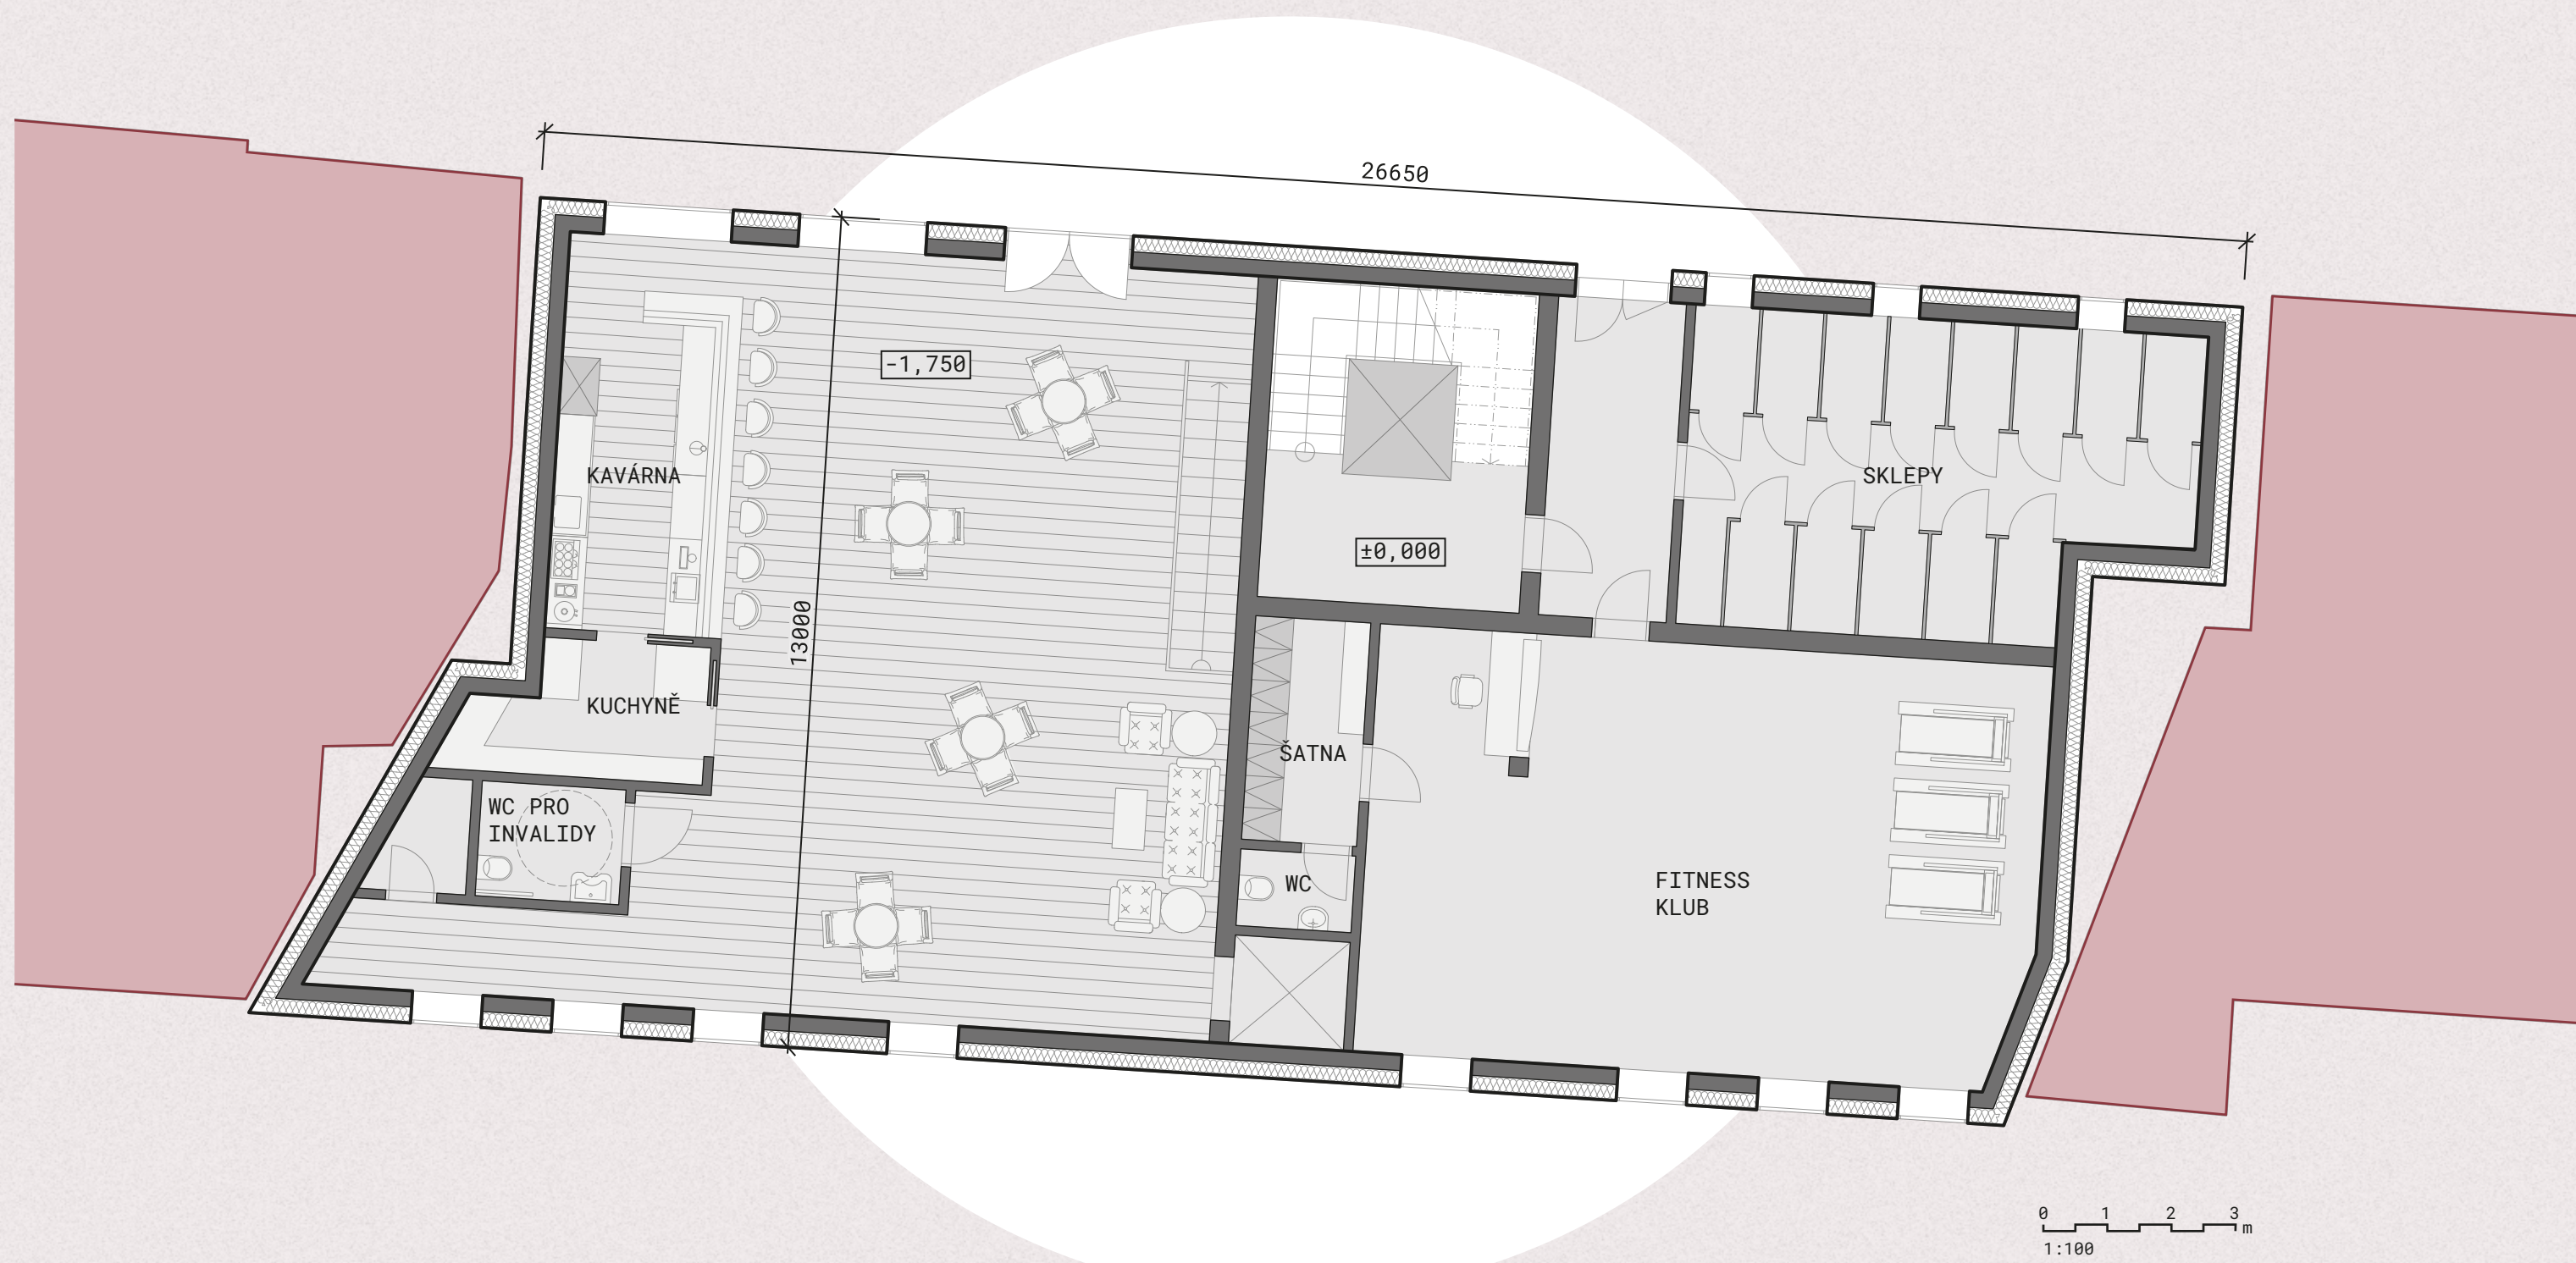 26650
-1,750
KAVÁRNA
SKLEPY
±0,000
13000
KUCHYNĚ
ŠATNA
WC PRO
INVALIDY
WC
FITNESS
KLUB
0 1 2 3
m
1:100